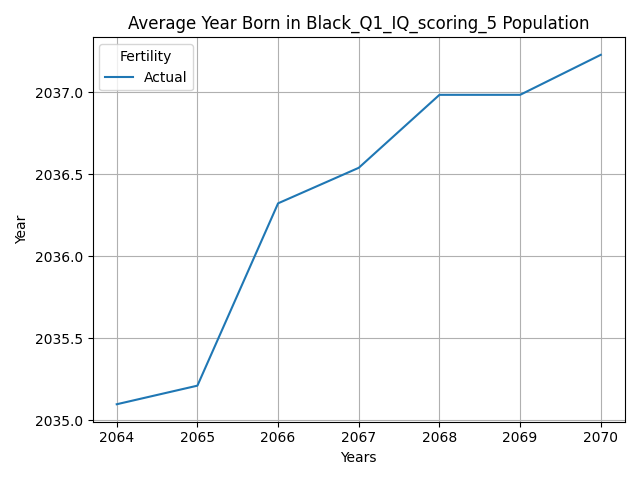 Average Year Born in Black_Q1_IQ_scoring_5 Population
Fertility
Actual
2037.0
2036.5
2036.0
2035.5
2035.0
Year
2064 2065 2066 2067 2068 2069 2070
Years